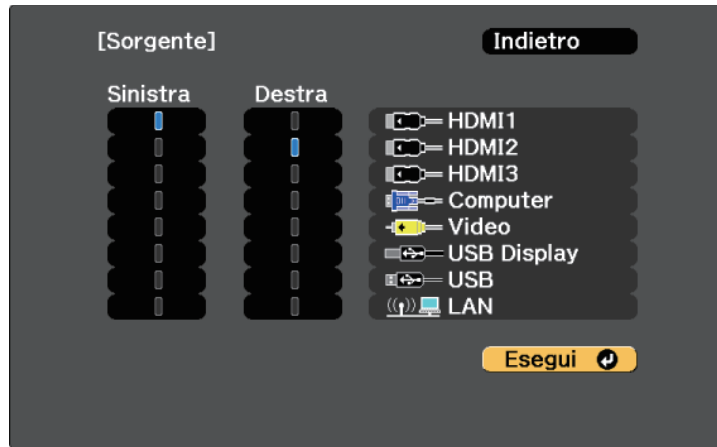 [Sorgente] Indietro
Sinistra Destra
HDMI1
HDMI2
HDMI3
Computer
Video
USB Display
USB
LAN
Esegui